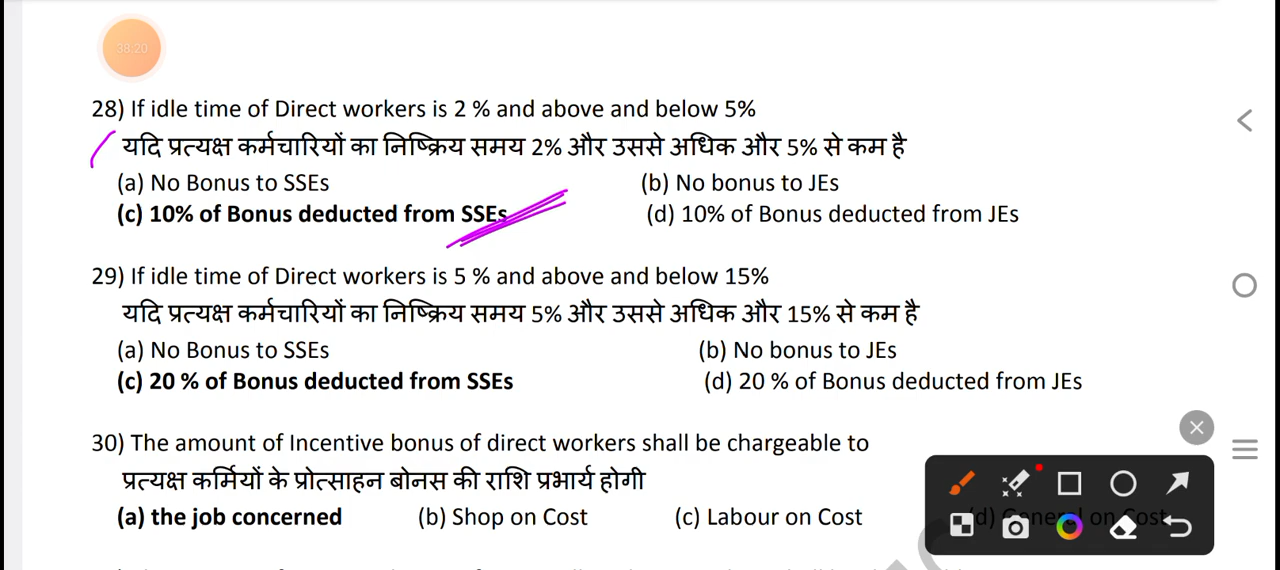 38:20
28) If idle time of Direct workers is 2 % and above and below 5%
यदि प्रत्यक्ष कर्मचारियों का निष्क्रिय समय 2% और उससे अधिक और 5% से कम है
(a) No Bonus to SSEs (b) No bonus to JEs
(c) 10% of Bonus deducted from SSEs (d) 10% of Bonus deducted from JEs
29) If idle time of Direct workers is 5 % and above and below 15%
यदि प्रत्यक्ष कर्मचारियों का निष्क्रिय समय 5% और उससे अधिक और 15% से कम है
(a) No Bonus to SSEs (b) No bonus to JEs
(c) 20 % of Bonus deducted from SSEs (d) 20 % of Bonus deducted from JEs
30) The amount of Incentive bonus of direct workers shall be chargeable to
प्रत्यक्ष कर्मियों के प्रोत्साहन बोनस की राशि प्रभार्य होगी
(a) the job concerned (b) Shop on Cost (c) Labour on Cost (d) General on Cost